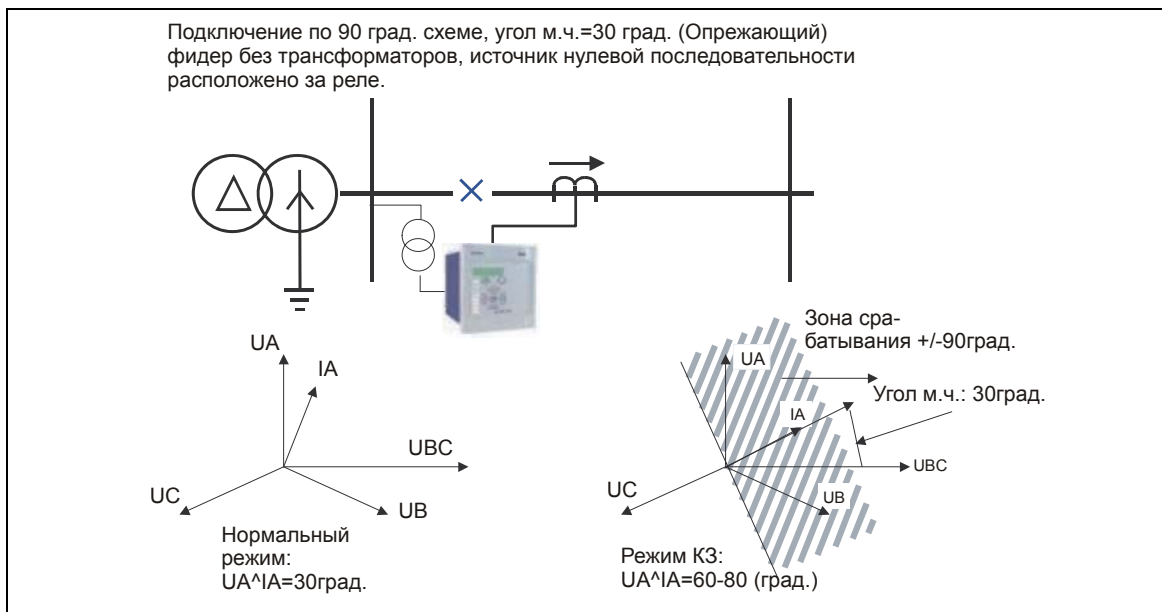 Подключение по 90 град. схеме, угол м.ч.=30 град. (Опрежающий)
фидер без трансформаторов, источник нулевой последовательности
расположено за реле.
UA
IA
UBC
UC
UB
Нормальный
режим:
UA^IA=30град.
Зона сра-
батывания +/-90град.
UA
Угол м.ч.: 30град.
IA
UBC
UC
UB
Режим КЗ:
UA^IA=60-80 (град.)